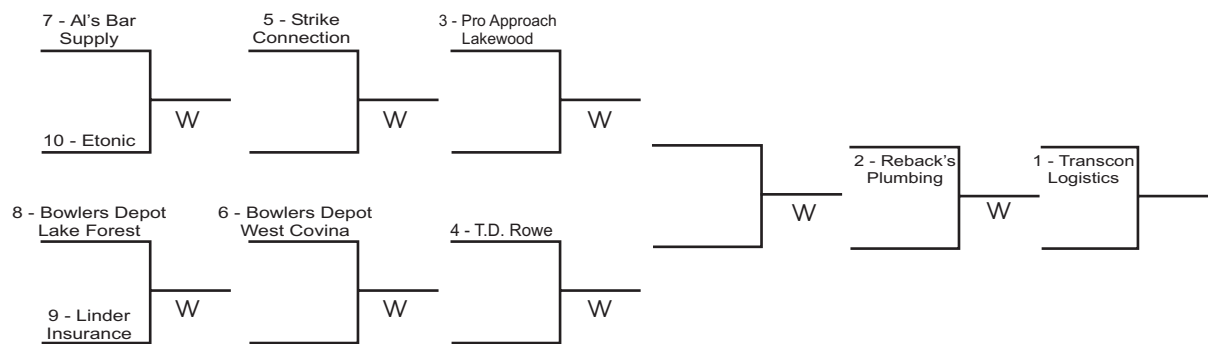 7 - Al's Bar
Supply
5 - Strike
Connection
3 - Pro Approach
Lakewood
W
W
W
10 - Etonic
2 - Reback's
Plumbing
1 - Transcon
Logistics
W
W
8 - Bowlers Depot
Lake Forest
6 - Bowlers Depot
West Covina
4 - T.D. Rowe
W
W
W
9 - Linder
Insurance